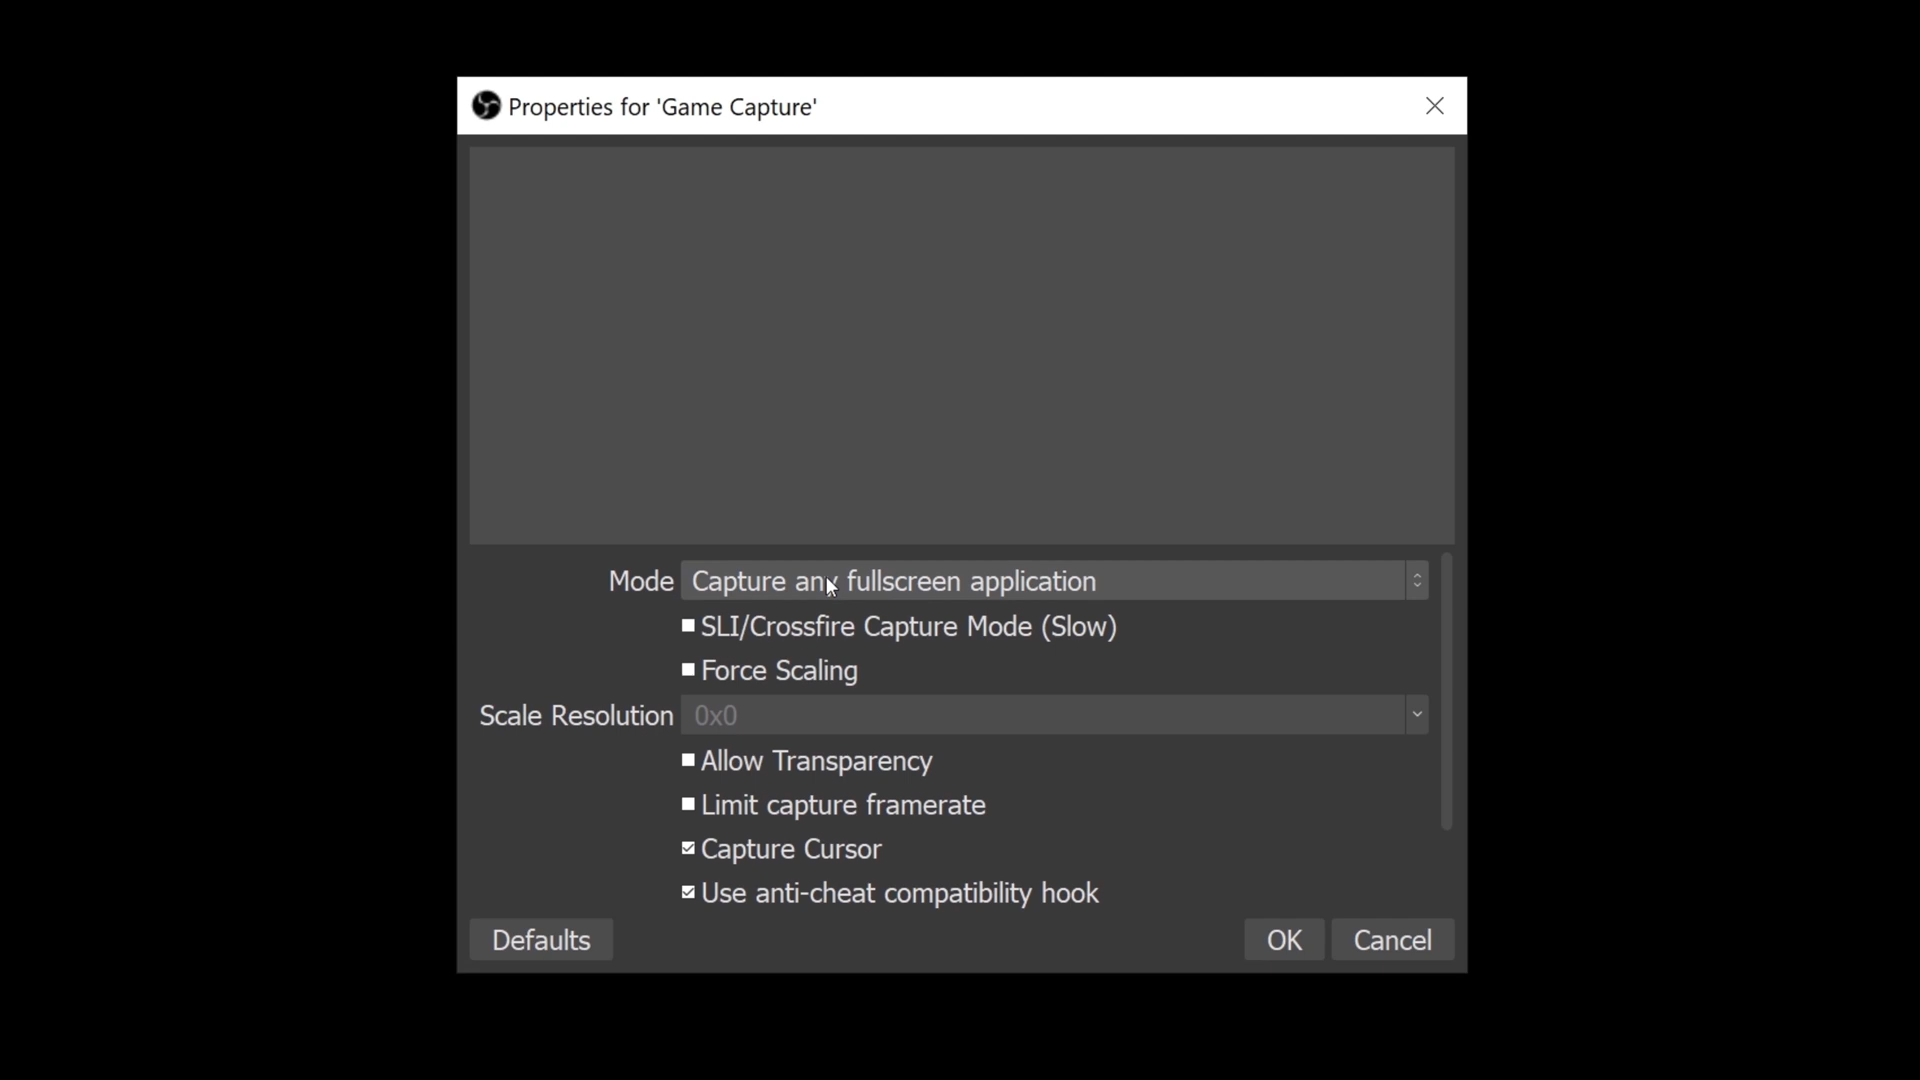 Properties for 'Game Capture'
Mode Capture any fullscreen application
SLI/Crossfire Capture Mode (Slow)
Force Scaling
Scale Resolution 0x0
Allow Transparency
Limit capture framerate
Capture Cursor
Use anti-cheat compatibility hook
Defaults OK Cancel